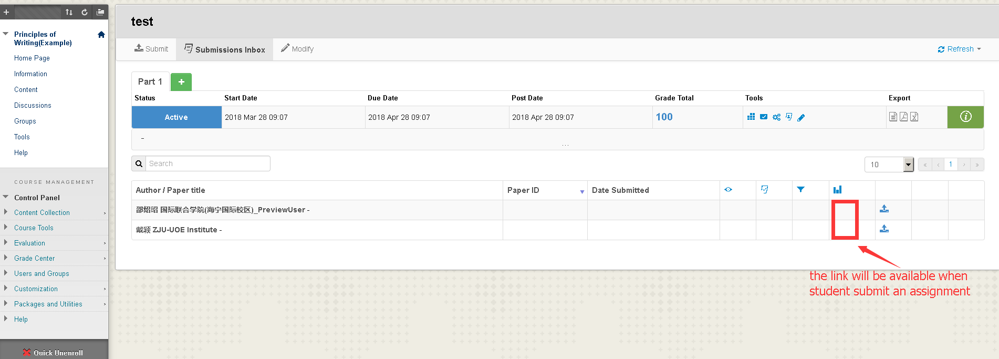 test
Submit
Submissions Inbox
Modify
Refresh
Principles of
Writing(Example)
Home Page
Information
Content
Discussions
Groups
Tools
Help
COURSE MANAGEMENT
Control Panel
Content Collection
Course Tools
Evaluation
Grade Center
Users and Groups
Customization
Packages and Utilities
Help
Quick Unenroll
Part 1
Status Start Date Due Date Post Date Grade Total Tools Export
Active 2018 Mar 28 09:07 2018 Apr 28 09:07 2018 Apr 28 09:07 100
- ...
Search
10 « ‹ 1 › »
Author / Paper title Paper ID Date Submitted
邵炤昭 国际联合学院(海宁国际校区)_PreviewUser -
戴颖 ZJU-UOE Institute -
the link will be available when
student submit an assignment